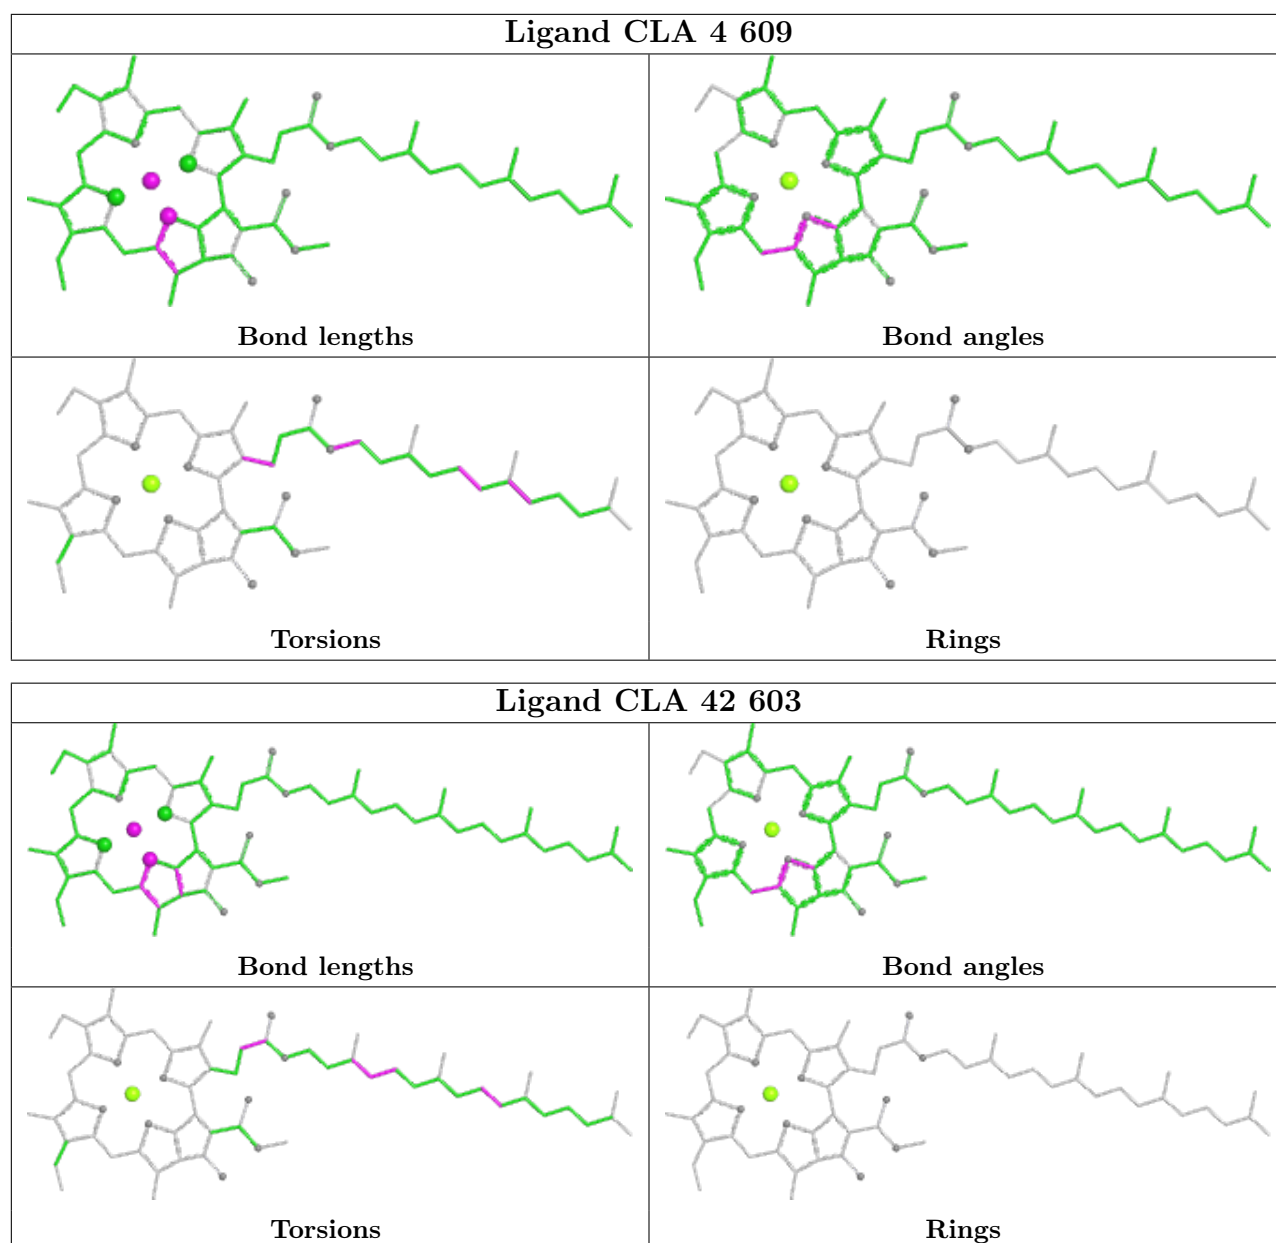 Ligand CLA 4 609
Bond lengths
Bond angles
Torsions
Rings
Ligand CLA 42 603
Bond lengths
Bond angles
Torsions
Rings